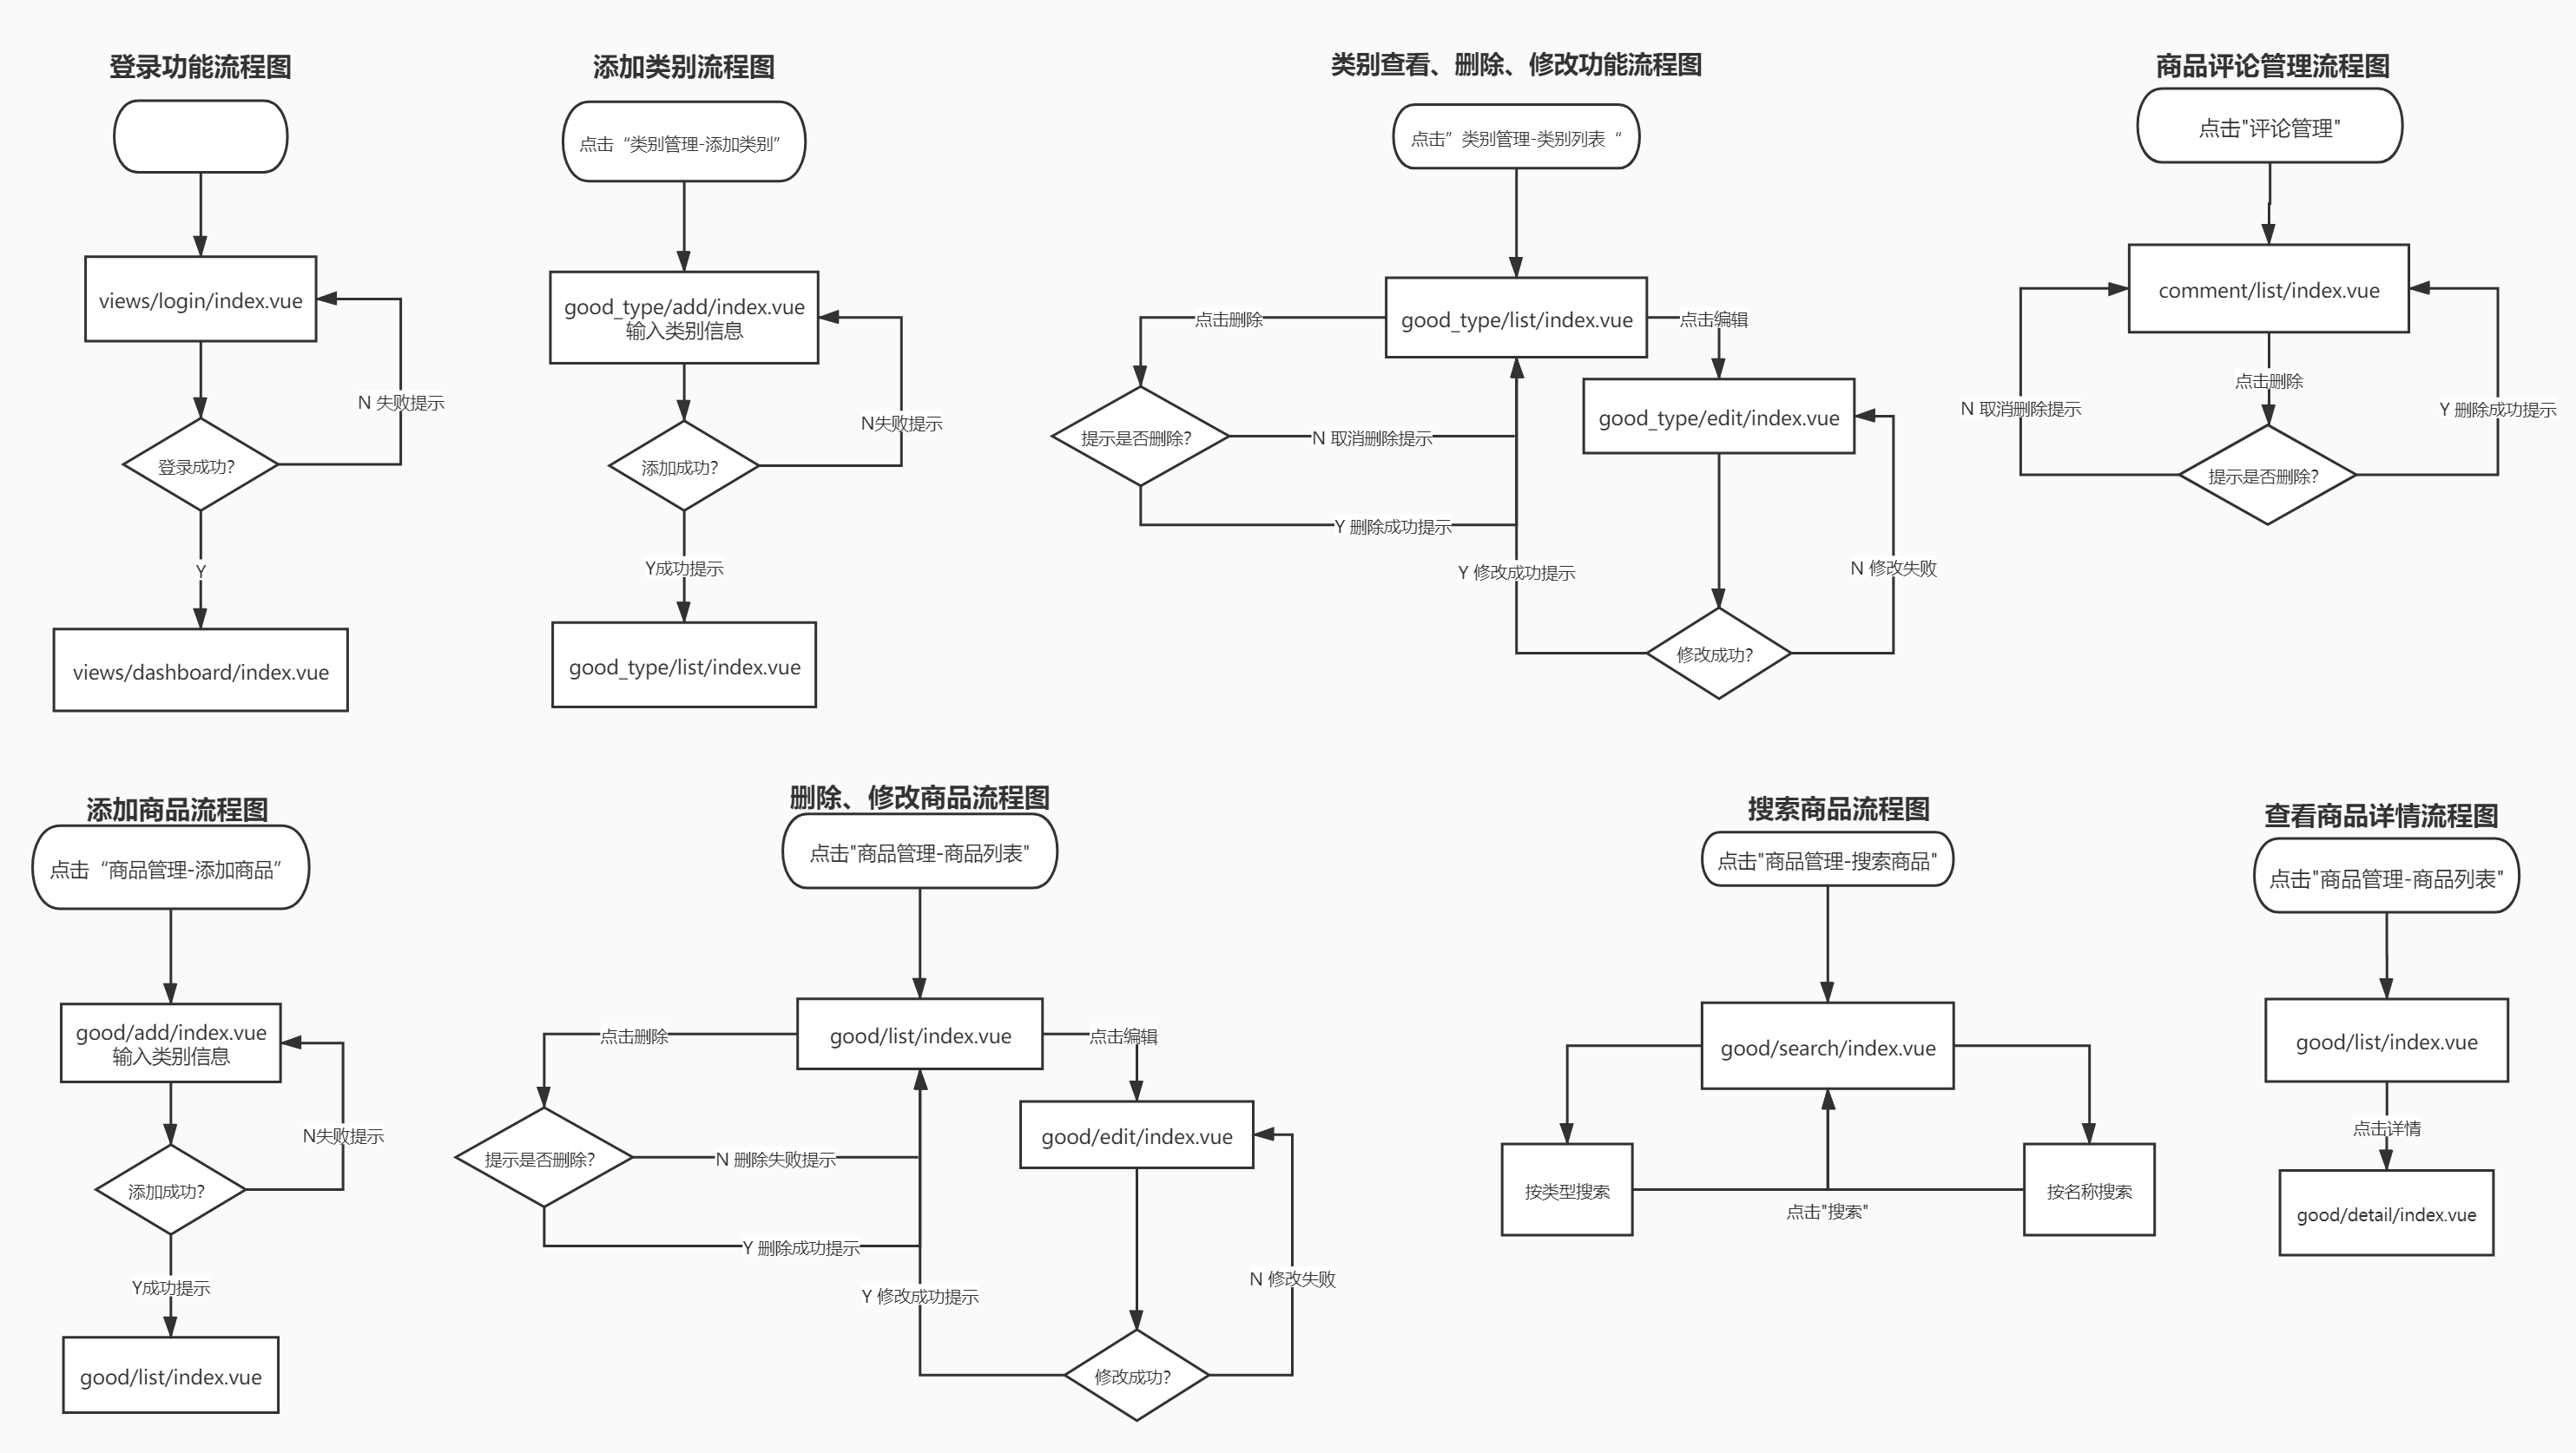 登录功能流程图
views/login/index.vue
N 失败提示
登录成功?
Y
views/dashboard/index.vue
添加类别流程图
点击“类别管理-添加类别”
good_type/add/index.vue
输入类别信息
N失败提示
添加成功?
Y成功提示
good_type/list/index.vue
类别查看、删除、修改功能流程图
点击”类别管理-类别列表“
good_type/list/index.vue
点击删除
点击编辑
good_type/edit/index.vue
提示是否删除?
N 取消删除提示
Y 删除成功提示
Y 修改成功提示
N 修改失败
修改成功?
商品评论管理流程图
点击"评论管理"
comment/list/index.vue
点击删除
N 取消删除提示
Y 删除成功提示
提示是否删除?
添加商品流程图
点击“商品管理-添加商品”
good/add/index.vue
输入类别信息
N失败提示
添加成功?
Y成功提示
good/list/index.vue
删除、修改商品流程图
点击"商品管理-商品列表"
good/list/index.vue
点击删除
点击编辑
good/edit/index.vue
提示是否删除?
N 删除失败提示
Y 删除成功提示
Y 修改成功提示
N 修改失败
修改成功?
搜索商品流程图
点击"商品管理-搜索商品"
good/search/index.vue
按类型搜索
按名称搜索
点击"搜索"
查看商品详情流程图
点击"商品管理-商品列表"
good/list/index.vue
点击详情
good/detail/index.vue